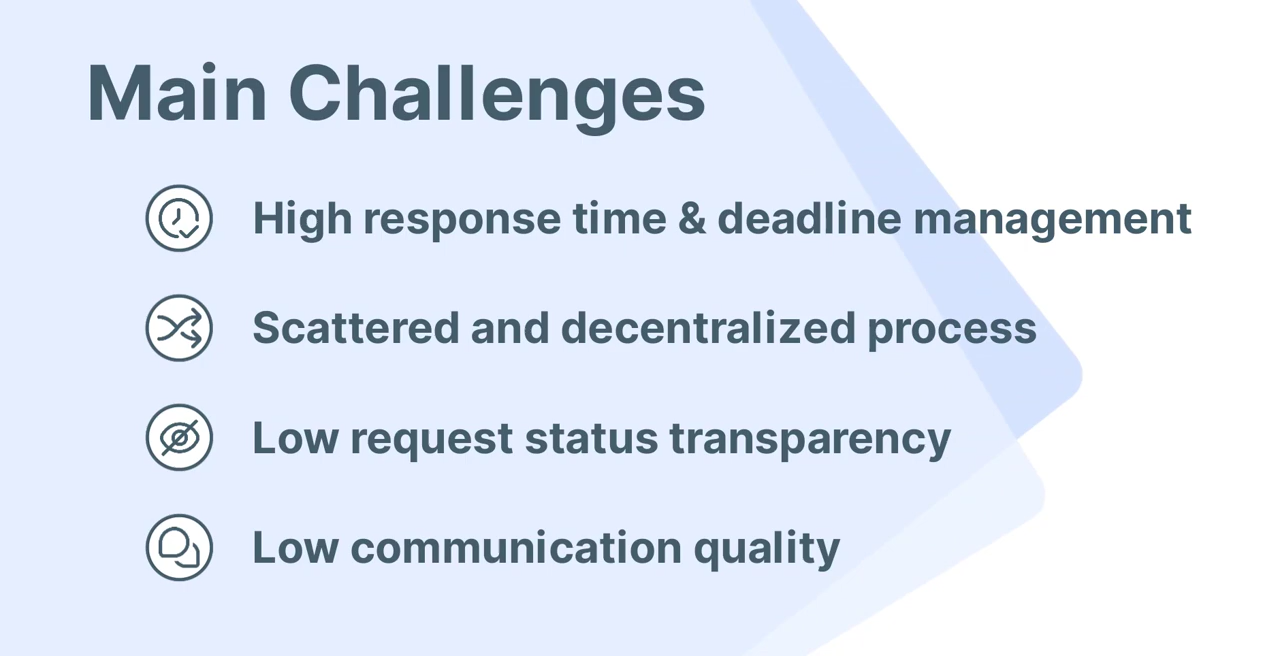 Main Challenges
High response time & deadline management
Scattered and decentralized process
Low request status transparency
Low communication quality